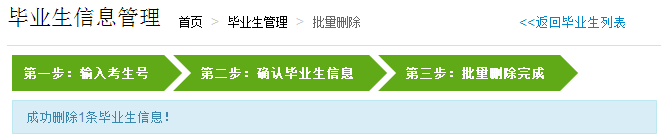 毕业生信息管理 首页 > 毕业生管理 > 批量删除 <<返回毕业生列表
第一步：输入考生号 第二步：确认毕业生信息 第三步：批量删除完成
成功删除1条毕业生信息！